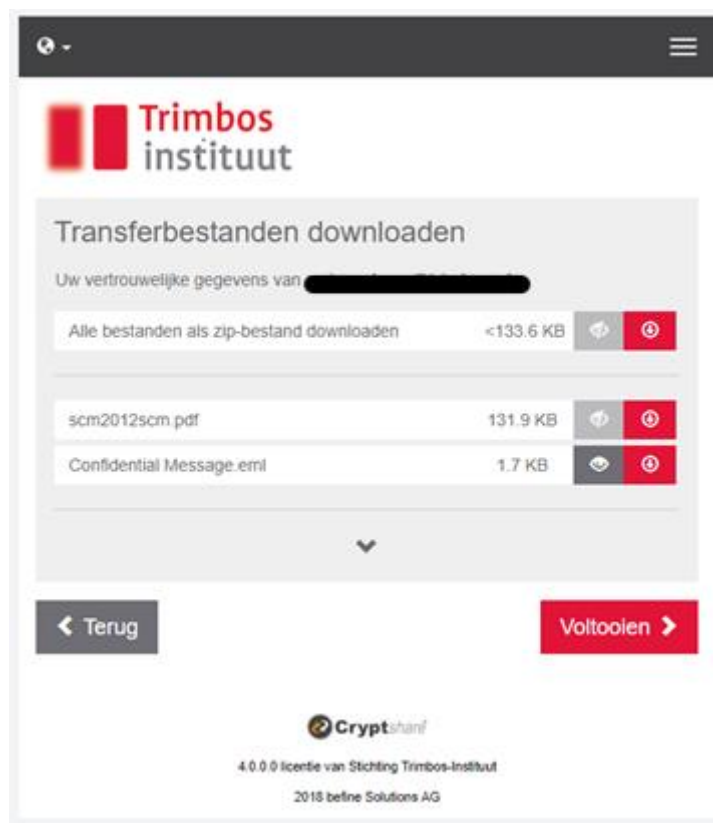 Trimbos
instituut
Transferbestanden downloaden
Uw vertrouwelijke gegevens van
Alle bestanden als zip-bestand downloaden <133.6 KB
scm2012scm.pdf 131.9 KB
Confidential Message.eml 1.7 KB
Terug Voltooien
Cryptshare
4.0.0.0 licentie van Stichting Trimbos-Instituut
2018 befine Solutions AG